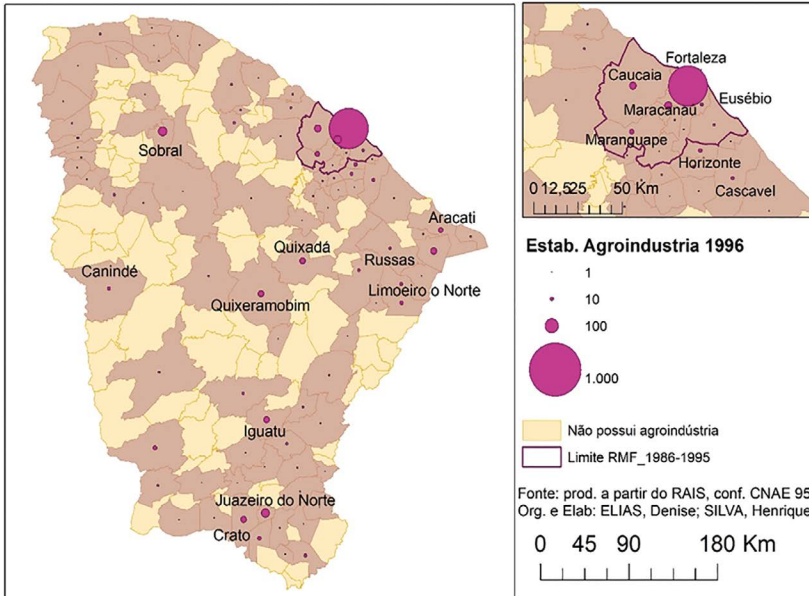 Sobral
Canindé
Quixadá
Quixeramobim
Russas
Aracati
Limoeiro o Norte
Iguatu
Juazeiro do Norte
Crato
Fortaleza
Caucaia
Eusébio
Maracanaú
Maranguape
Horizonte
Cascavel
0 12,525 50 Km
Estab. Agroindustria 1996
1
10
100
1.000
Não possui agroindústria
Limite RMF_1986-1995
Fonte: prod. a partir do RAIS, conf. CNAE 95
Org. e Elab: ELIAS, Denise; SILVA, Henrique
0 45 90 180 Km